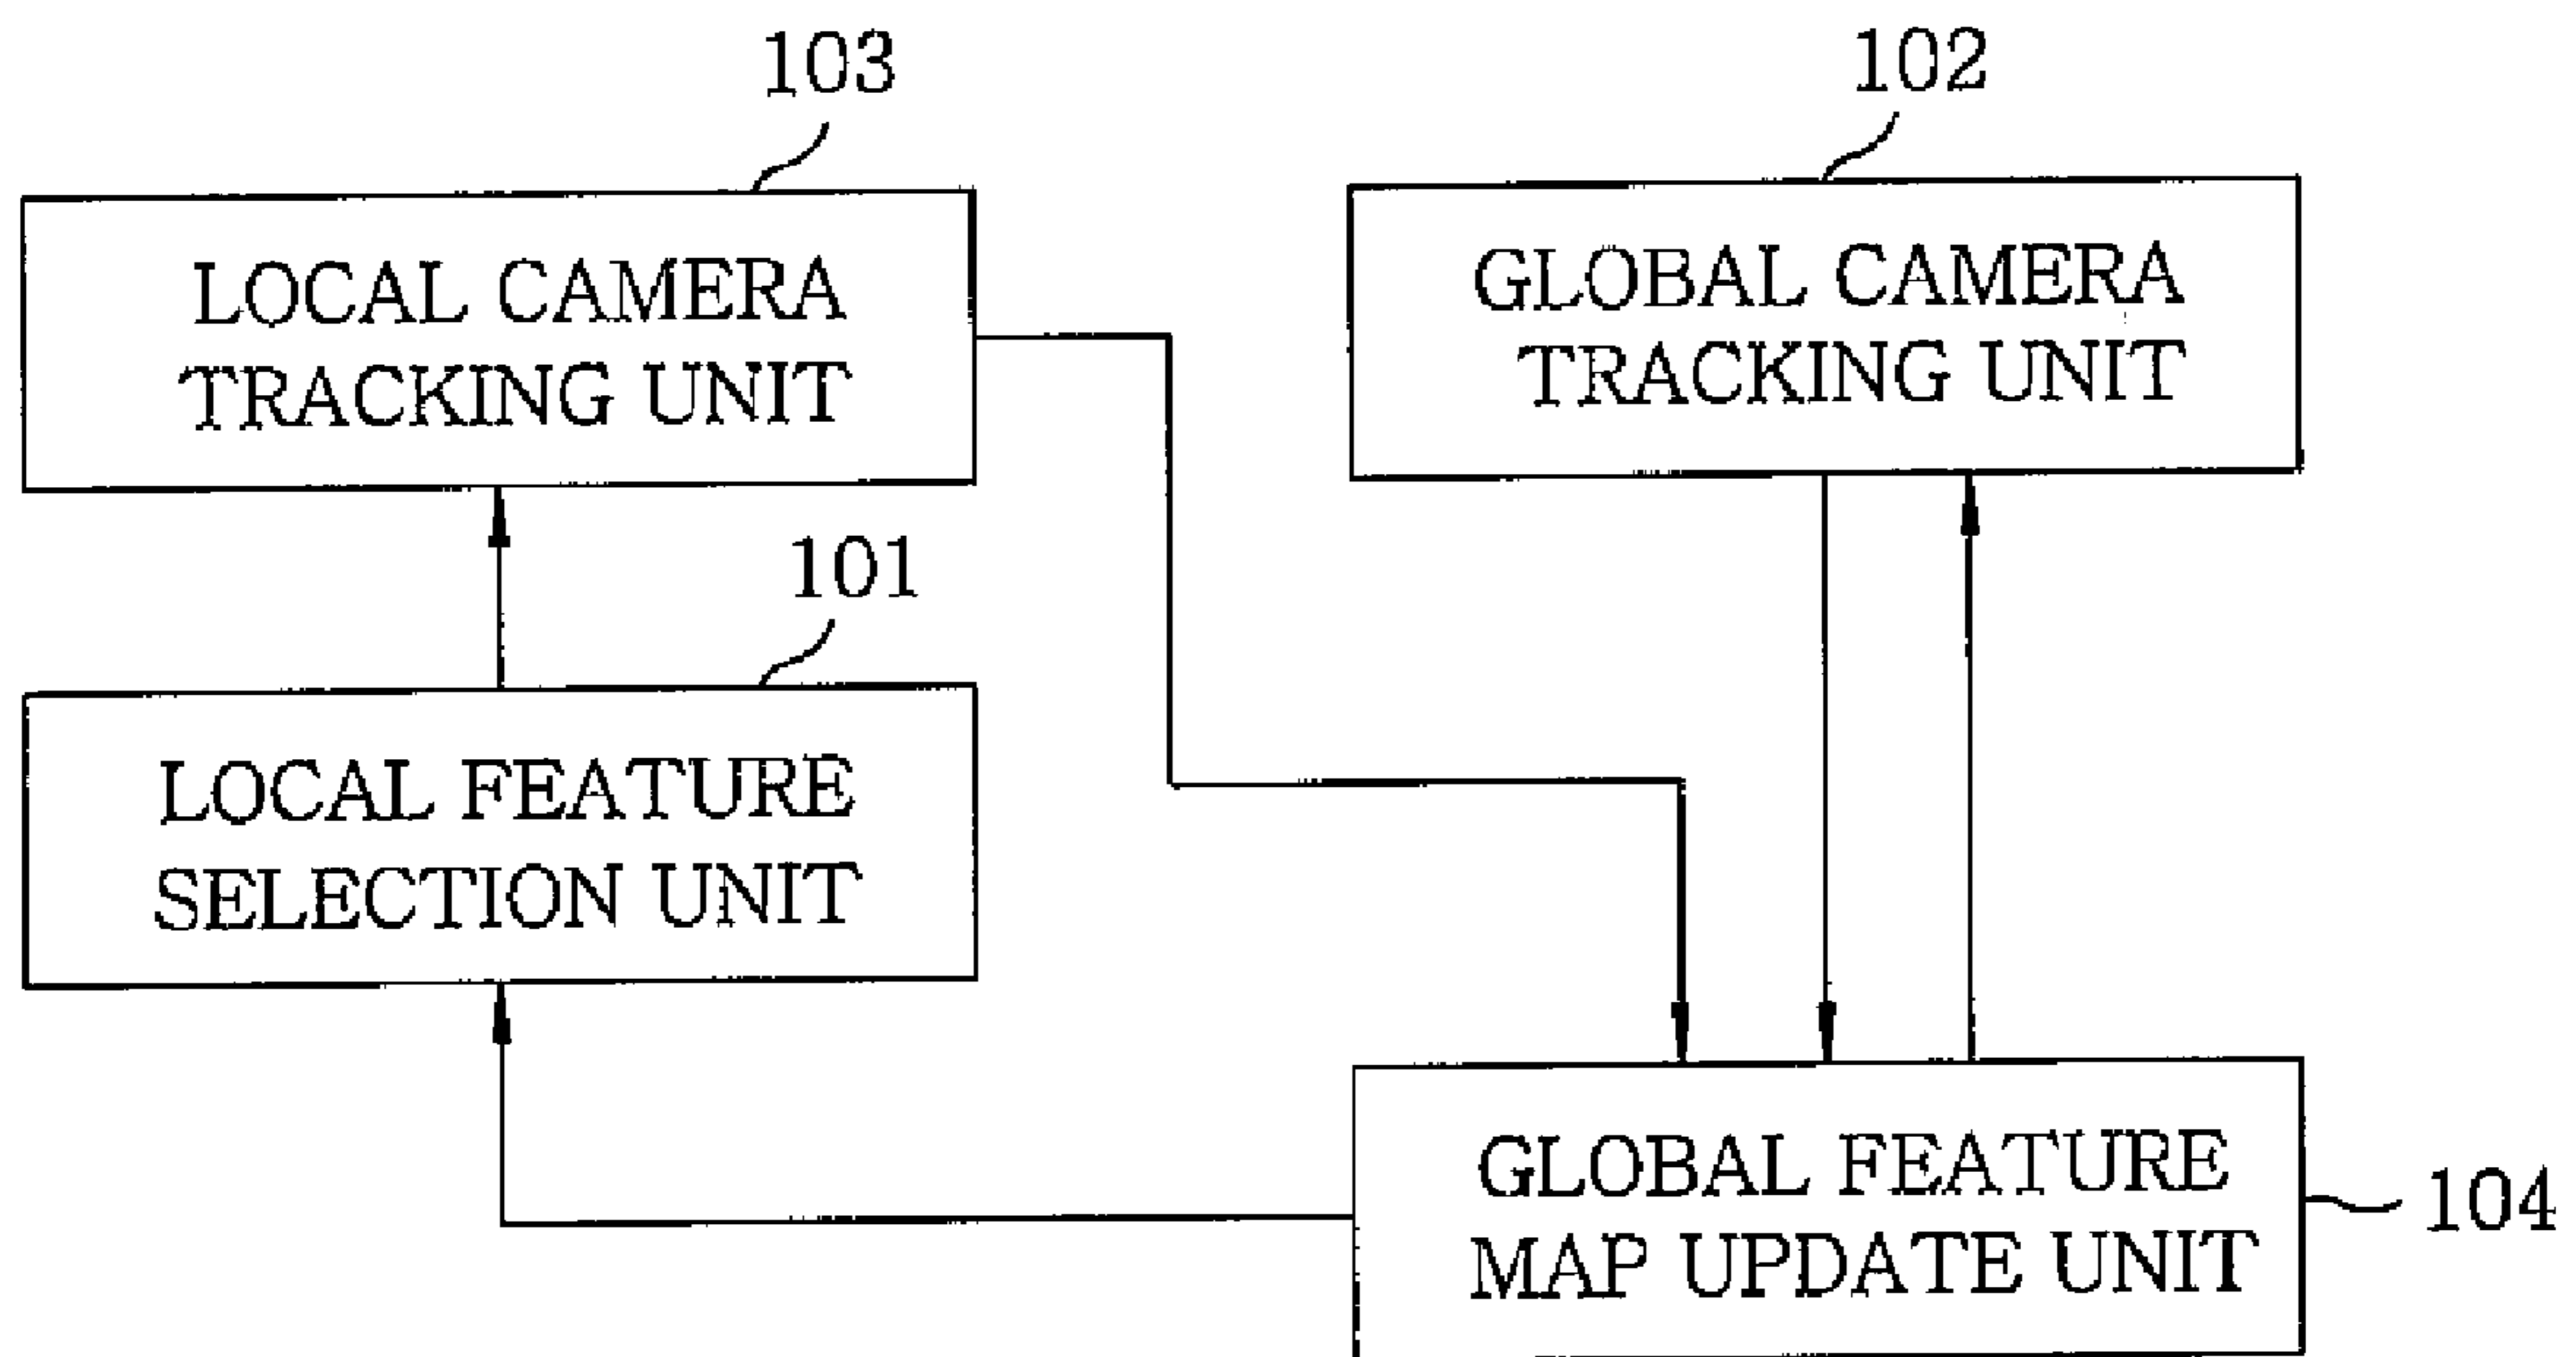 103
102
LOCAL CAMERA
TRACKING UNIT
GLOBAL CAMERA
TRACKING UNIT
101
LOCAL FEATURE
SELECTION UNIT
GLOBAL FEATURE
MAP UPDATE UNIT
104